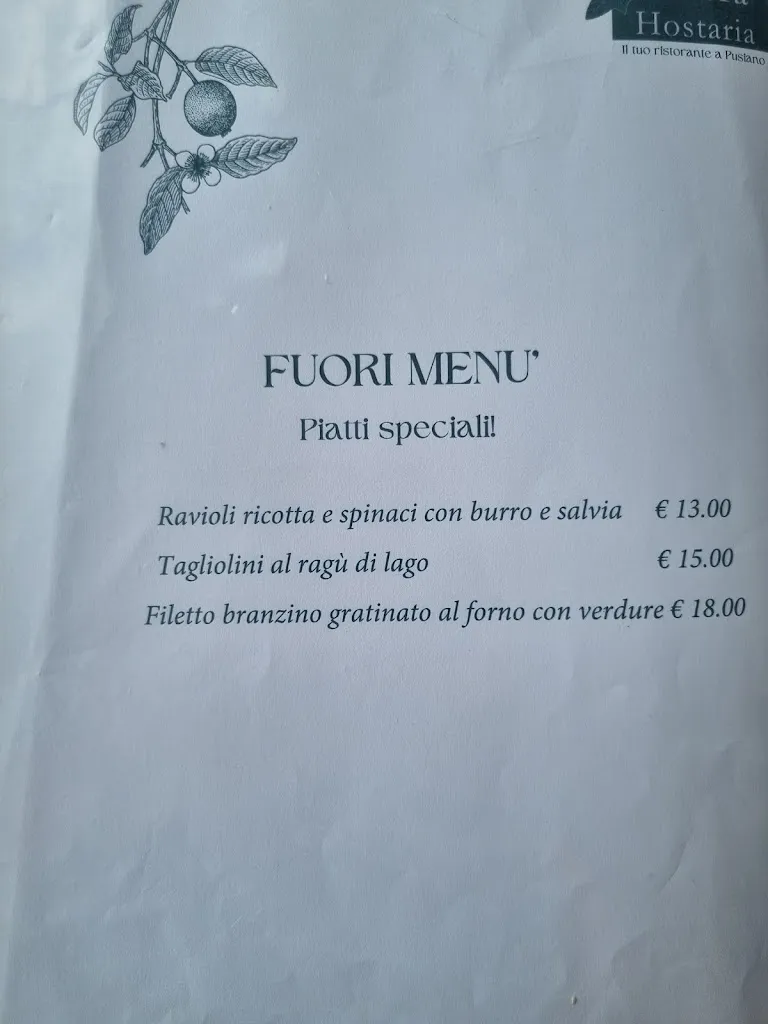 Hostaria
Il tuo ristorante a Pusiano
FUORI MENU'
Piatti speciali!
Ravioli ricotta e spinaci con burro e salvia € 13.00
Tagliolini al ragù di lago € 15.00
Filetto branzino gratinato al forno con verdure € 18.00